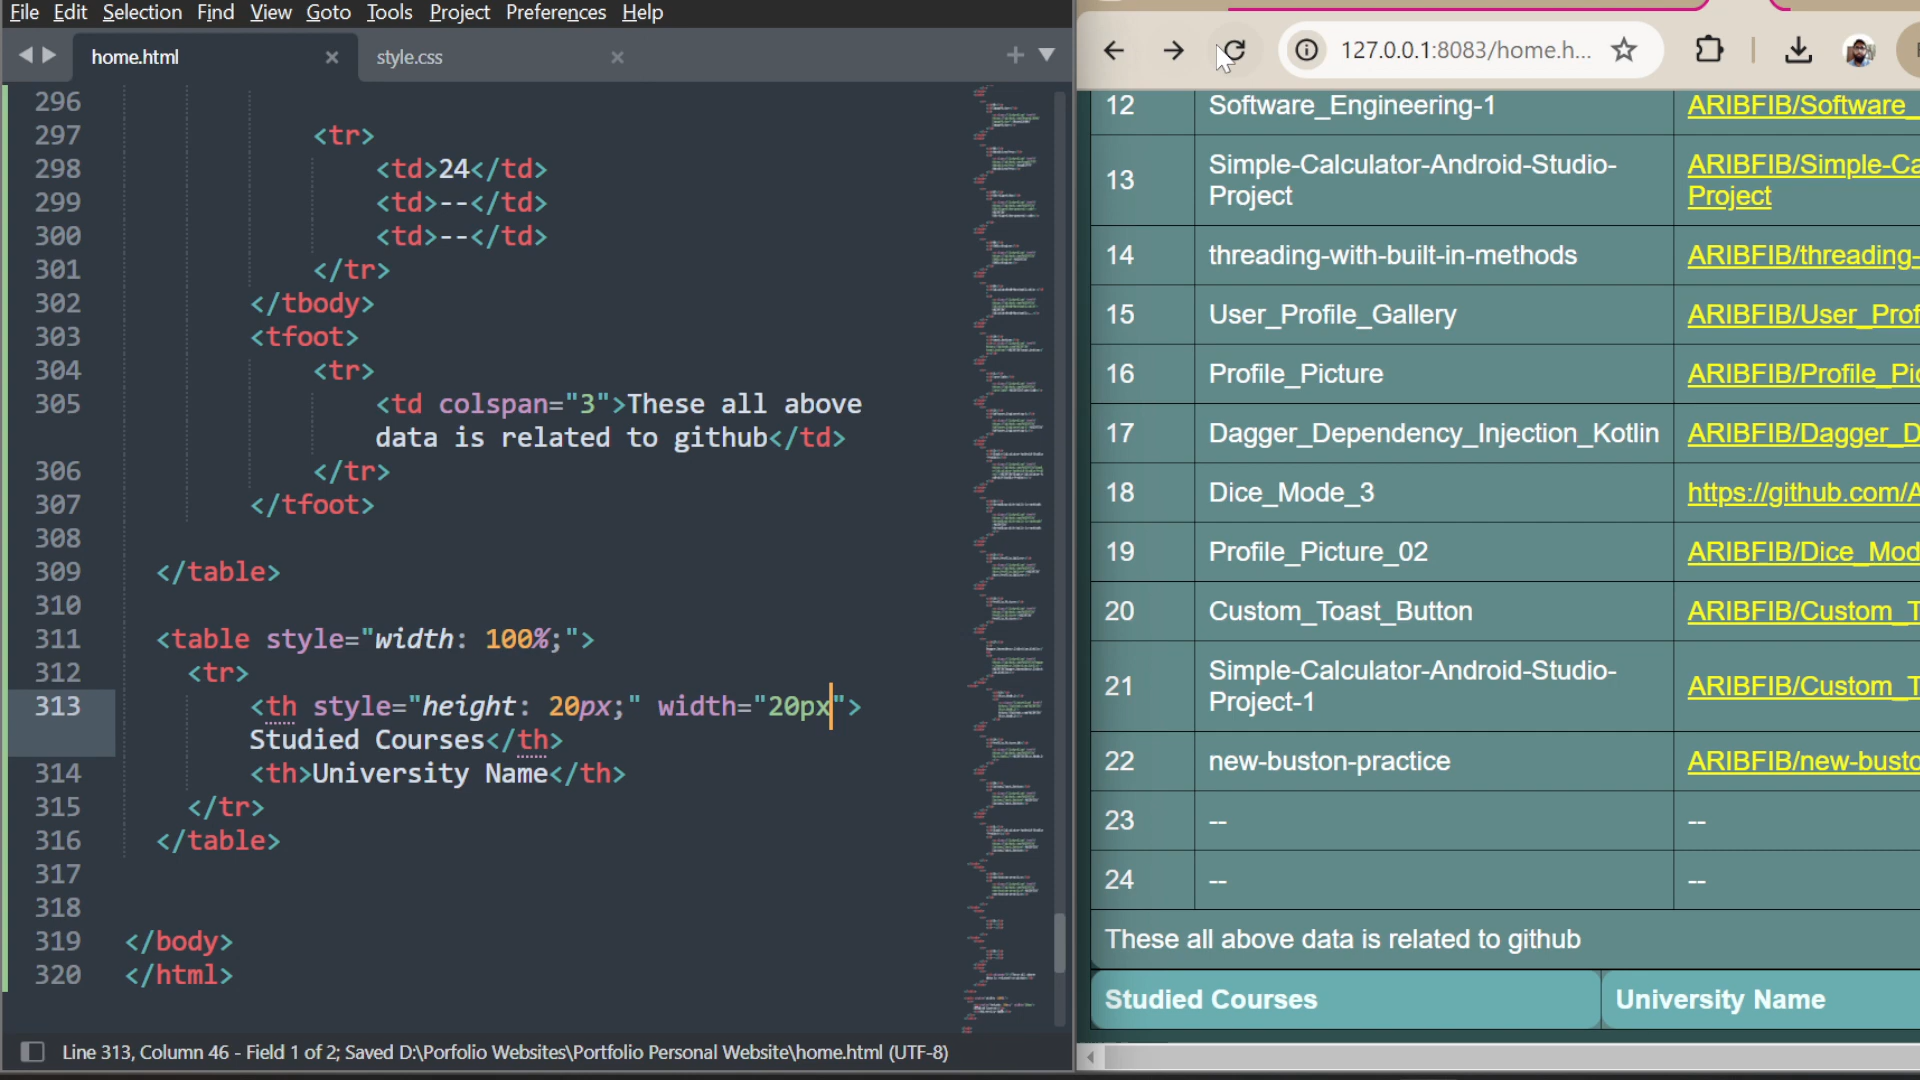 File Edit Selection Find View Goto Tools Project Preferences Help
home.html
style.css
296
297 <tr>
298 <td>24</td>
299 <td>--</td>
300 <td>--</td>
301 </tr>
302 </tbody>
303 <tfoot>
304 <tr>
305 <td colspan="3">These all above
data is related to github</td>
306 </tr>
307 </tfoot>
308
309 </table>
310
311 <table style="width: 100%;">
312 <tr>
313 <th style="height: 20px;" width="20px">
Studied Courses</th>
314 <th>University Name</th>
315 </tr>
316 </table>
317
318
319 </body>
320 </html>
Line 313, Column 46 - Field 1 of 2; Saved D:\Porfolio Websites\Portfolio Personal Website\home.html (UTF-8)
127.0.0.1:8083/home.h...
12 Software_Engineering-1 ARIBFIB/Software_
13 Simple-Calculator-Android-Studio-
Project ARIBFIB/Simple-Ca
Project
14 threading-with-built-in-methods ARIBFIB/threading-
15 User_Profile_Gallery ARIBFIB/User_Prof
16 Profile_Picture ARIBFIB/Profile_Pic
17 Dagger_Dependency_Injection_Kotlin ARIBFIB/Dagger_D
18 Dice_Mode_3 https://github.com/A
19 Profile_Picture_02 ARIBFIB/Dice_Mod
20 Custom_Toast_Button ARIBFIB/Custom_T
21 Simple-Calculator-Android-Studio-
Project-1 ARIBFIB/Custom_T
22 new-buston-practice ARIBFIB/new-busto
23 -- --
24 -- --
These all above data is related to github
Studied Courses University Name